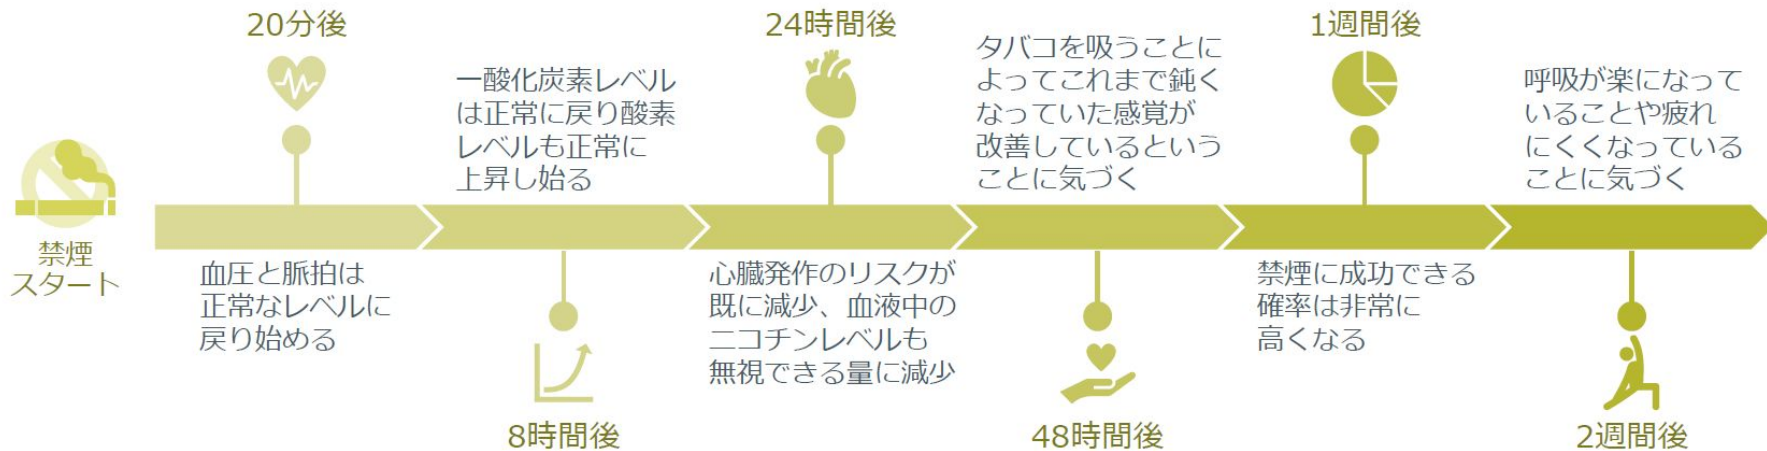 禁煙
スタート
20分後
血圧と脈拍は
正常なレベルに
戻り始める
一酸化炭素レベル
は正常に戻り酸素
レベルも正常に
上昇し始る
8時間後
24時間後
心臓発作のリスクが
既に減少、血液中の
ニコチンレベルも
無視できる量に減少
タバコを吸うことに
よってこれまで鈍く
なっていた感覚が
改善しているという
ことに気づく
48時間後
1週間後
禁煙に成功できる
確率は非常に
高くなる
呼吸が楽になって
いることや疲れ
にくくなっている
ことに気づく
2週間後